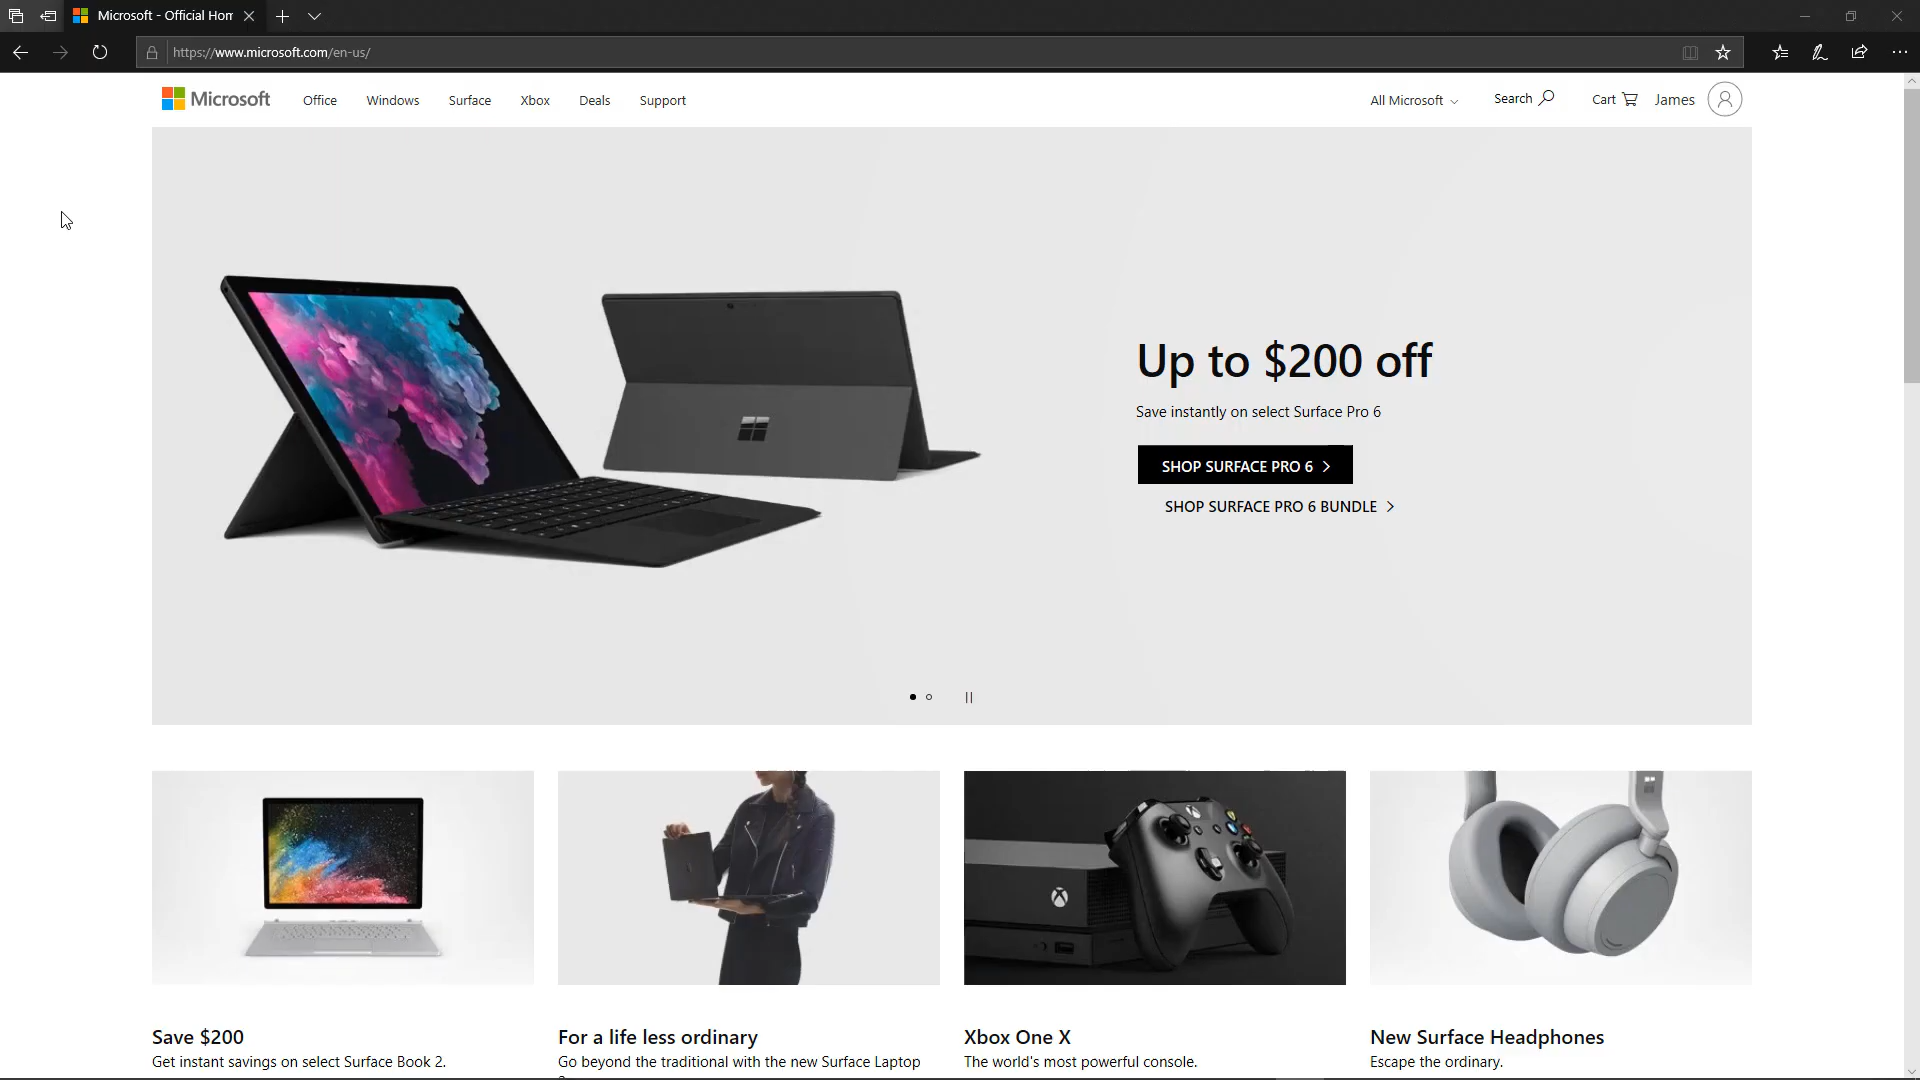 Microsoft - Official Hom
https://www.microsoft.com/en-us/
Microsoft
Office
Windows
Surface
Xbox
Deals
Support
All Microsoft
Search
Cart
James
Up to $200 off
Save instantly on select Surface Pro 6
SHOP SURFACE PRO 6
SHOP SURFACE PRO 6 BUNDLE
Save $200
Get instant savings on select Surface Book 2.
For a life less ordinary
Go beyond the traditional with the new Surface Laptop
Xbox One X
The world's most powerful console.
New Surface Headphones
Escape the ordinary.